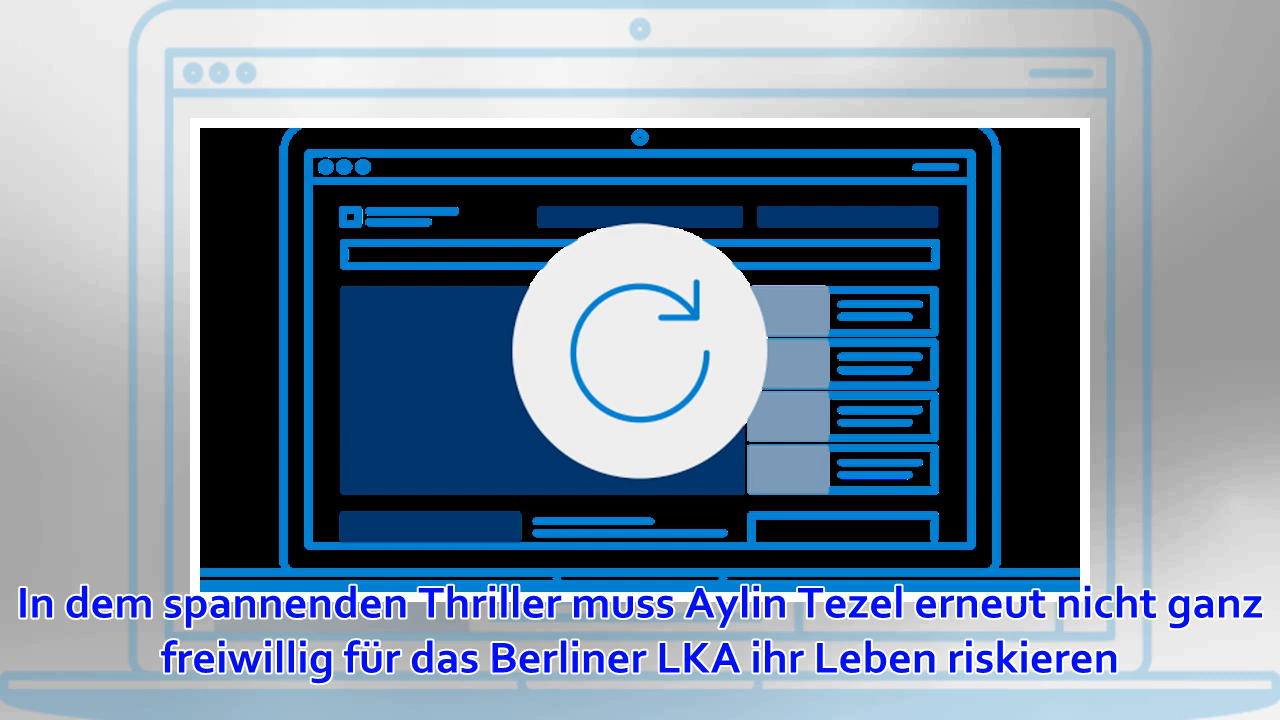 In dem spannenden Thriller muss Aylin Tezel erneut nicht ganz
freiwillig für das Berliner LKA ihr Leben riskieren